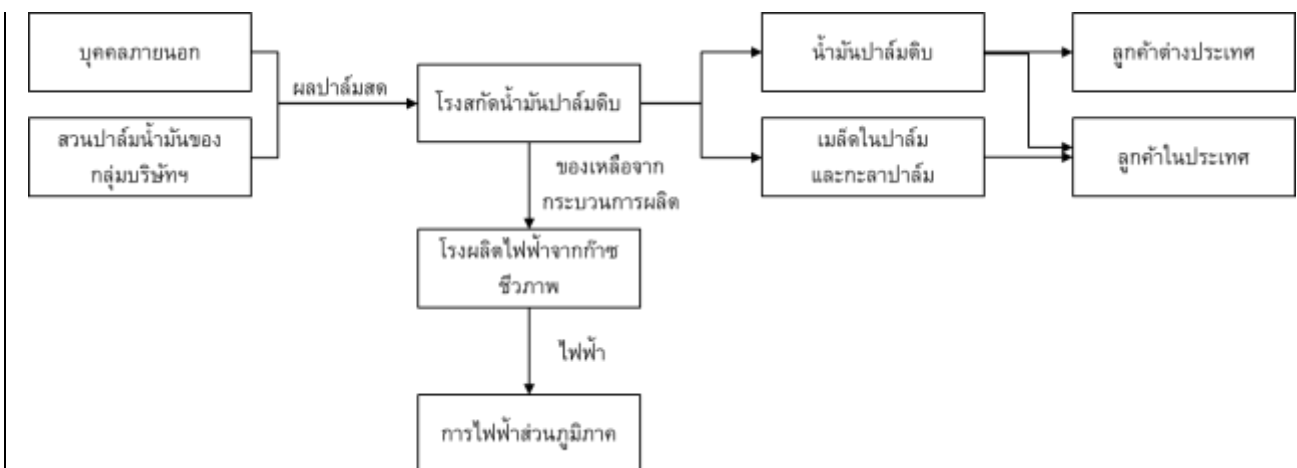 บุคคลภายนอก
สวนปาล์มน้ำมันของ
กลุ่มบริษัทฯ
ผลปาล์มสด
โรงสกัดน้ำมันปาล์มดิบ
น้ำมันปาล์มดิบ
ลูกค้าต่างประเทศ
เมล็ดในปาล์ม
และกะลาปาล์ม
ลูกค้าในประเทศ
ของเหลือจาก
กระบวนการผลิต
โรงผลิตไฟฟ้าจากก๊าซ
ชีวภาพ
ไฟฟ้า
การไฟฟ้าส่วนภูมิภาค